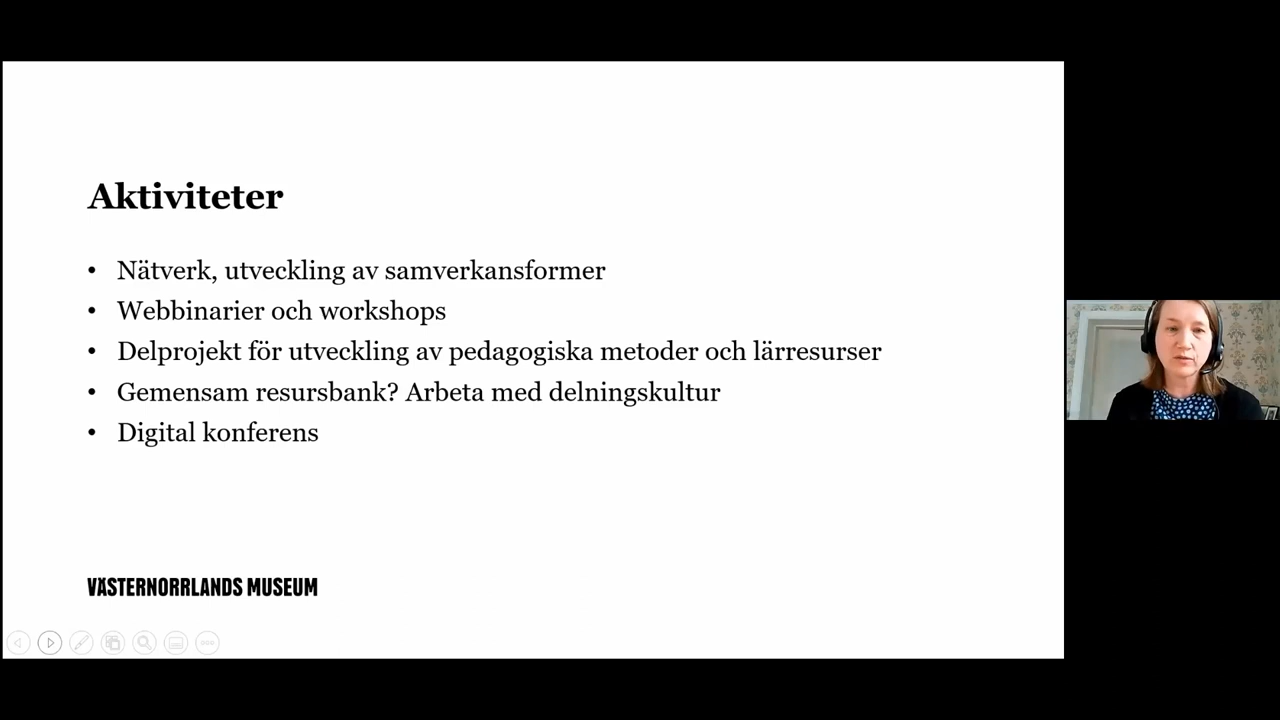 Aktiviteter
• Nätverk, utveckling av samverkansformer
• Webbinarier och workshops
• Delprojekt för utveckling av pedagogiska metoder och lärresurser
• Gemensam resursbank? Arbeta med delningskultur
• Digital konferens
VÄSTERNORRLANDS MUSEUM